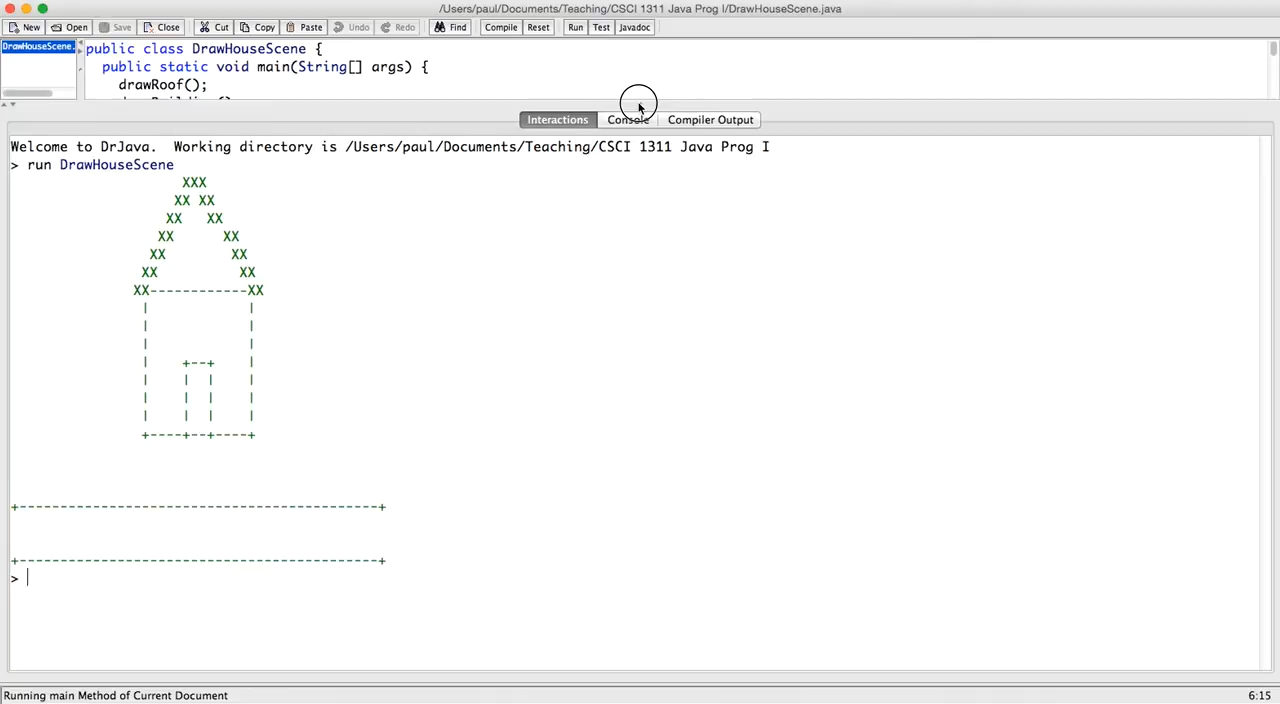 /Users/paul/Documents/Teaching/CSCI 1311 Java Prog I/DrawHouseScene.java
New Open Save Close Cut Copy Paste Undo Redo Find Compile Reset Run Test Javadoc
DrawHouseScene.
public class DrawHouseScene {
public static void main(String[] args) {
drawRoof();
Interactions Console Compiler Output
Welcome to DrJava.  Working directory is /Users/paul/Documents/Teaching/CSCI 1311 Java Prog I
> run DrawHouseScene
                     XXX
                    XX XX
                   XX   XX
                  XX      XX
                 XX        XX
                XX          XX
               XX------------XX
                |            |
                |            |
                |            |
                |    +--+    |
                |    |  |    |
                |    |  |    |
                |    |  |    |
                +----+--+----+
+--------------------------------------------+
+--------------------------------------------+
>
Running main Method of Current Document
6:15